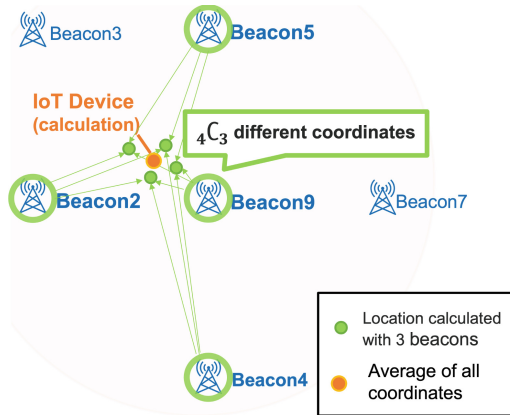 Beacon3
Beacon5
IoT Device
(calculation)
₄C₃ different coordinates
Beacon2
Beacon9
Beacon7
Location calculated
with 3 beacons
Beacon4
Average of all
coordinates